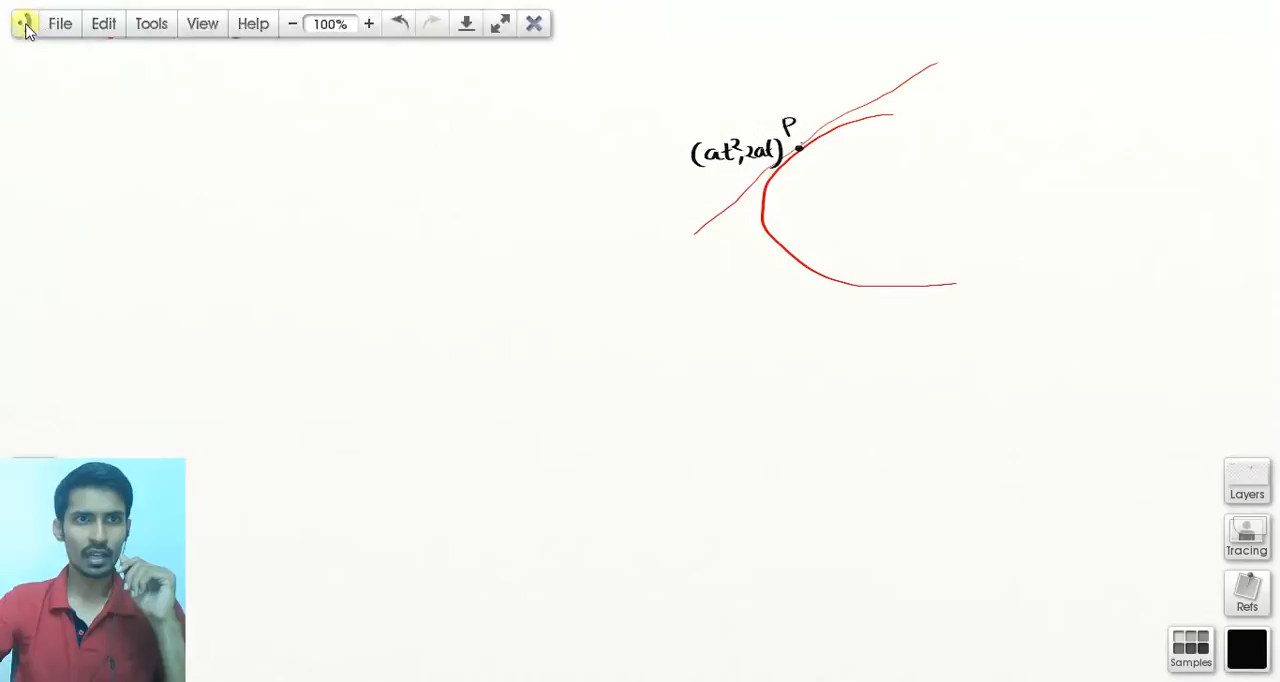 File Edit Tools View Help − 100% +
P
(at²,2at)
Layers
Tracing
Refs
Samples